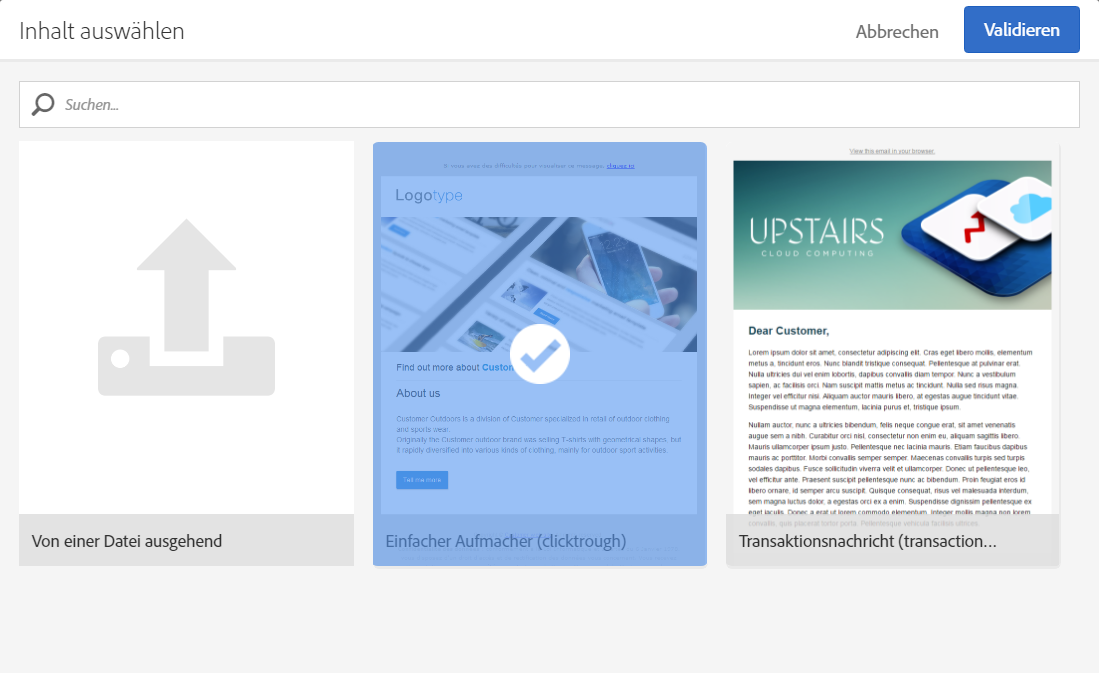 Inhalt auswählen
Abbrechen
Validieren
Suchen...
Von einer Datei ausgehend
cliquez ici
Logotype
Find out more about Custom
About us
Customer Outdoors is a division of Customer specialized in retail of outdoor clothing
and sports wear.
Originally the Customer outdoor brand was selling T-shirts with geometrical shapes, but
it rapidly diversified into various kinds of clothing, mainly for outdoor sport activities.
Tell me more
Einfacher Aufmacher (clicktrough)
View this email in your browser.
UPSTAIRS
CLOUD COMPUTING
Dear Customer,
Lorem ipsum dolor sit amet, consectetur adipiscing elit. Cras eget libero mollis, elementum
metus a, tincidunt eros. Nunc blandit tristique consequat. Pellentesque at pulvinar erat.
Nulla ultricies dui vel enim lobortis, dapibus convallis diam tempor. Nunc a vestibulum
sapien, ac facilisis orci. Nam suscipit mattis metus ac tincidunt. Nulla sed risus magna.
Integer vel efficitur nisi. Aliquam auctor mauris libero, at egestas augue tincidunt vitae.
Suspendisse ut magna elementum, lacinia purus et, tristique ipsum.
Nullam auctor, nunc a ultricies bibendum, felis neque congue erat, sit amet venenatis
augue sem a nibh. Curabitur orci nisl, consectetur non enim eu, aliquam sagittis libero.
Mauris ullamcorper ipsum justo. Pellentesque nec lacinia mauris. Etiam faucibus dapibus
mauris ac porttitor. Morbi convallis semper semper. Maecenas convallis turpis sed turpis
sodales dapibus. Fusce sollicitudin viverra velit et ullamcorper. Donec ut pellentesque leo,
vel efficitur ante. Praesent suscipit pellentesque nunc ac bibendum. Proin feugiat eros id
libero ornare, id semper arcu suscipit. Quisque consequat, risus vel malesuada interdum,
sem magna luctus dolor, a egestas orci ex a enim. Suspendisse dignissim pellentesque ex
eget iaculis. Donec a erat ut lorem commodo elementum. Integer mollis magna non lorem
convallis, quis placerat tortor porta. Pellentesque vehicula facilisis ultrices
Transaktionsnachricht (transaction...